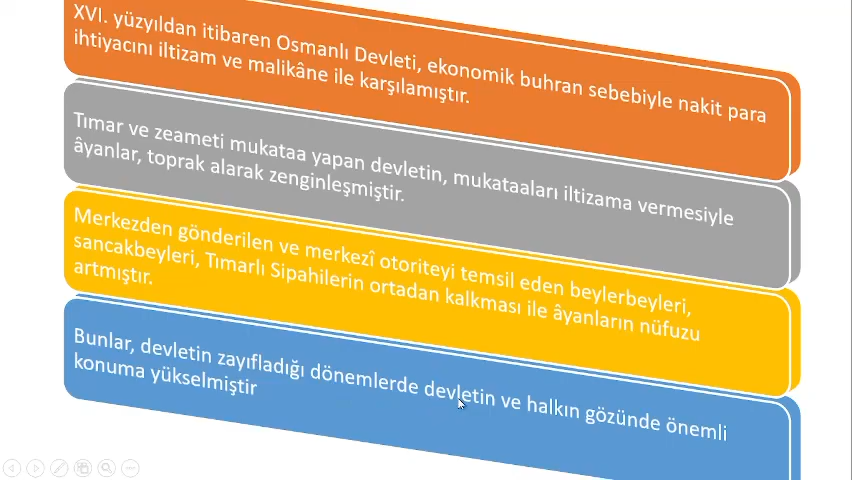 XVI. yüzyıldan itibaren Osmanlı Devleti, ekonomik buhran sebebiyle nakit para
ihtiyacını iltizam ve malikâne ile karşılamıştır.
Tımar ve zeameti mukataa yapan devletin, mukataaları iltizama vermesiyle
âyanlar, toprak alarak zenginleşmiştir.
Merkezden gönderilen ve merkezî otoriteyi temsil eden beylerbeyleri,
sancakbeyleri, Tımarlı Sipahilerin ortadan kalkması ile âyanların nüfuzu
artmıştır.
Bunlar, devletin zayıfladığı dönemlerde devletin ve halkın gözünde önemli
konuma yükselmiştir